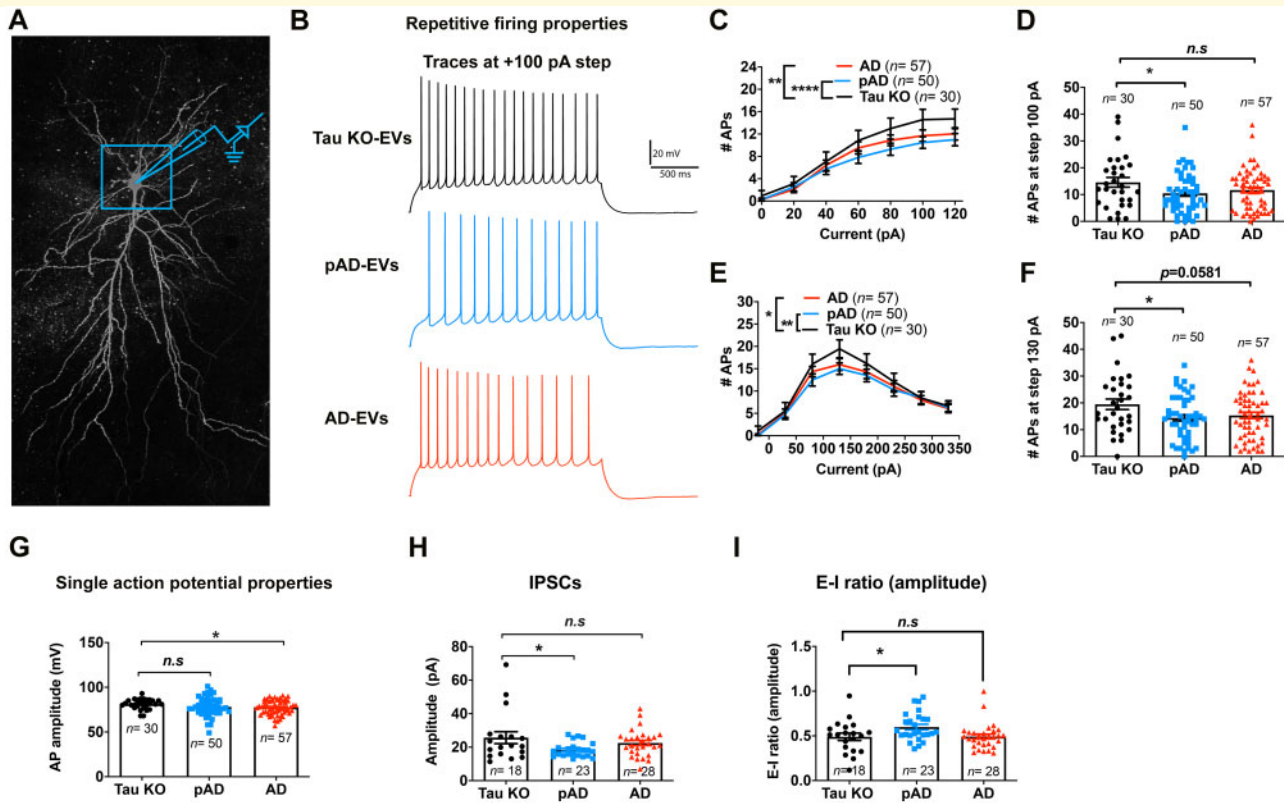 A
B
Repetitive firing properties
Traces at +100 pA step
Tau KO-EVs
20 mV
500 ms
pAD-EVs
AD-EVs
C
24
20
16
12
8
4
0
# APs
** 
****
AD (n= 57)
pAD (n= 50)
Tau KO (n= 30)
0 20 40 60 80 100 120
Current (pA)
D
n.s
*
n= 30
n= 50
n= 57
50
40
30
20
10
0
# APs at step 100 pA
Tau KO pAD AD
E
30
25
20
15
10
5
0
# APs
*
**
AD (n= 57)
pAD (n= 50)
Tau KO (n= 30)
0 50 100 150 200 250 300 350
Current (pA)
F
p=0.0581
*
n= 30
n= 50
n= 57
50
40
30
20
10
0
# APs at step 130 pA
Tau KO pAD AD
G
Single action potential properties
*
n.s
150
100
50
0
AP amplitude (mV)
n= 30
n= 50
n= 57
Tau KO pAD AD
H
IPSCs
n.s
*
80
60
40
20
0
Amplitude (pA)
n= 18
n= 23
n= 28
Tau KO pAD AD
I
E-I ratio (amplitude)
n.s
*
1.5
1.0
0.5
0.0
E-I ratio (amplitude)
n= 18
n= 23
n= 28
Tau KO pAD AD